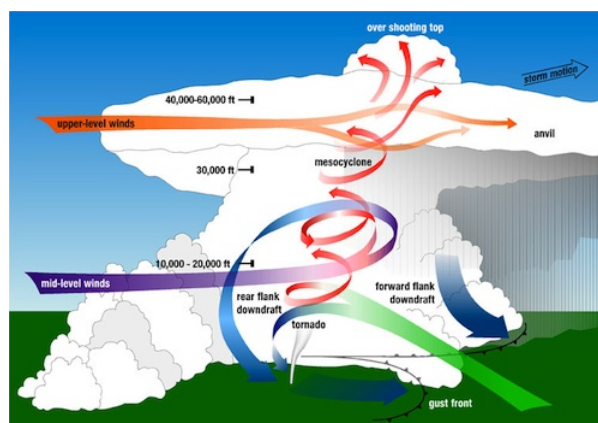 over shooting top
storm motion
40,000-60,000 ft
upper-level winds
anvil
mesocyclone
30,000 ft
10,000 - 20,000 ft
mid-level winds
rear flank
downdraft
forward flank
downdraft
tornado
gust front